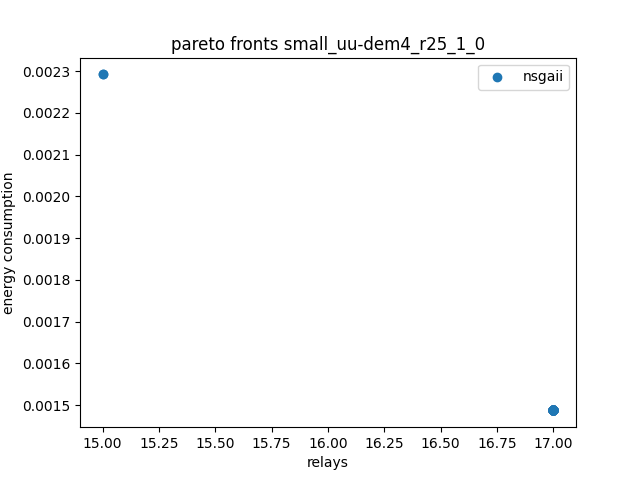 pareto fronts small_uu-dem4_r25_1_0
nsgaii
energy consumption
0.0023
0.0022
0.0021
0.0020
0.0019
0.0018
0.0017
0.0016
0.0015
15.00 15.25 15.50 15.75 16.00 16.25 16.50 16.75 17.00
relays